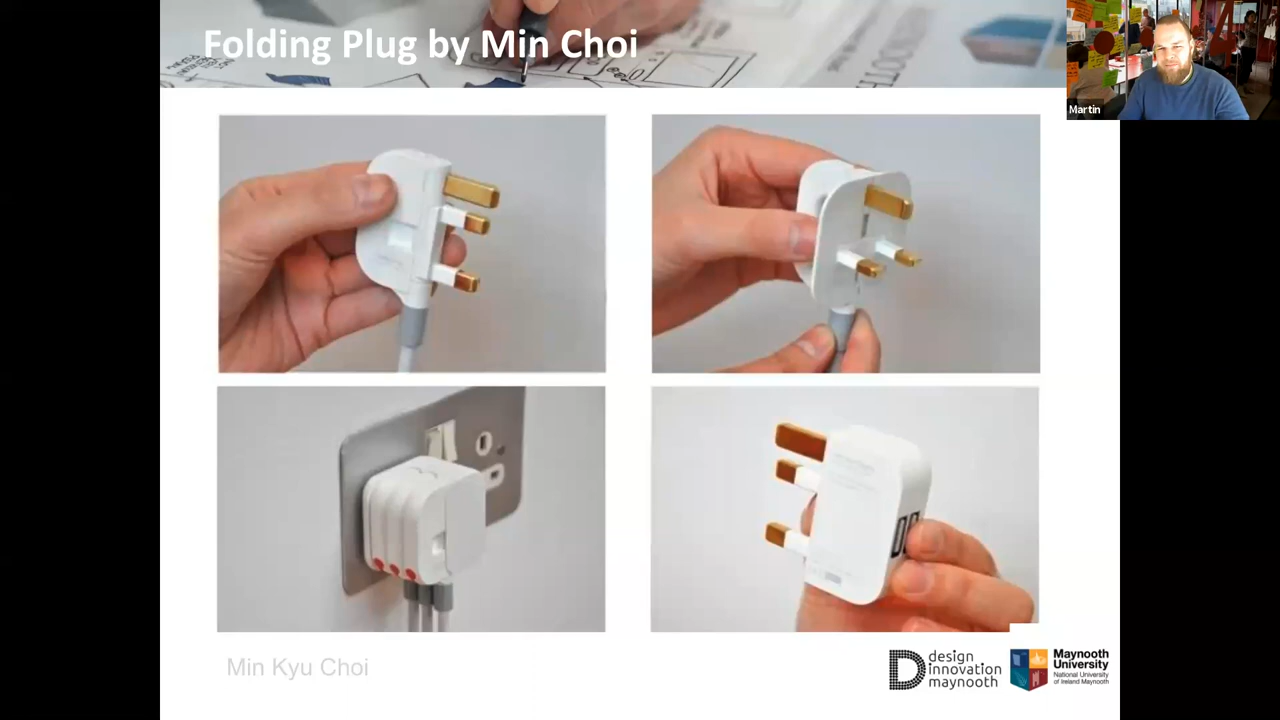 Folding Plug by Min Choi
Martin
Min Kyu Choi
design
innovation
maynooth
Maynooth
University
National University
of Ireland Maynooth